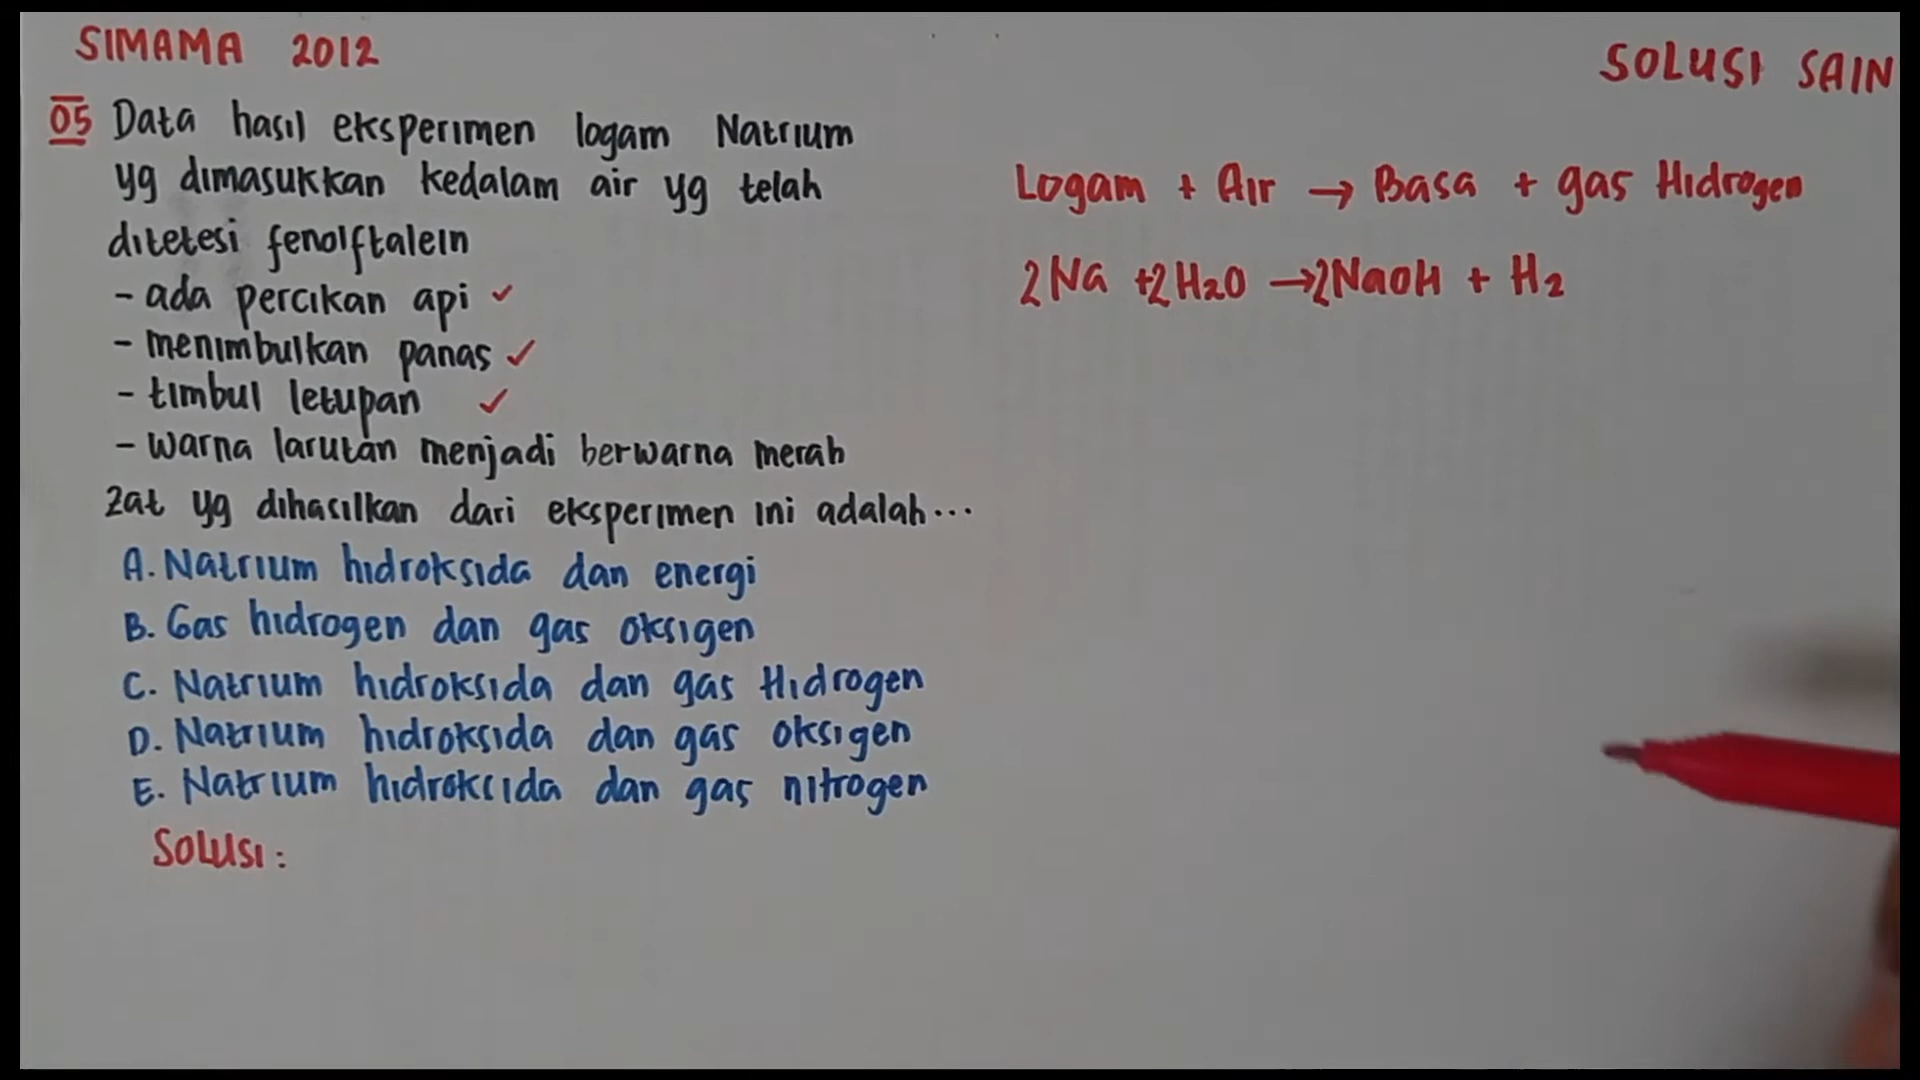 SIMAMA 2012
SOLUSI SAIN
05 Data hasil eksperimen logam Natrium
yg dimasukkan kedalam air yg telah
ditetesi fenolftalein
- ada percikan api ✓
- menimbulkan panas ✓
- timbul letupan ✓
- warna larutan menjadi berwarna merah
Zat yg dihasilkan dari eksperimen ini adalah...
A. Natrium hidroksida dan energi
B. Gas hidrogen dan gas oksigen
C. Natrium hidroksida dan gas Hidrogen
D. Natrium hidroksida dan gas oksigen
E. Natrium hidroksida dan gas nitrogen
Solusi:
Logam + Air → Basa + gas Hidrogen
2Na + 2H2O → 2NaOH + H2